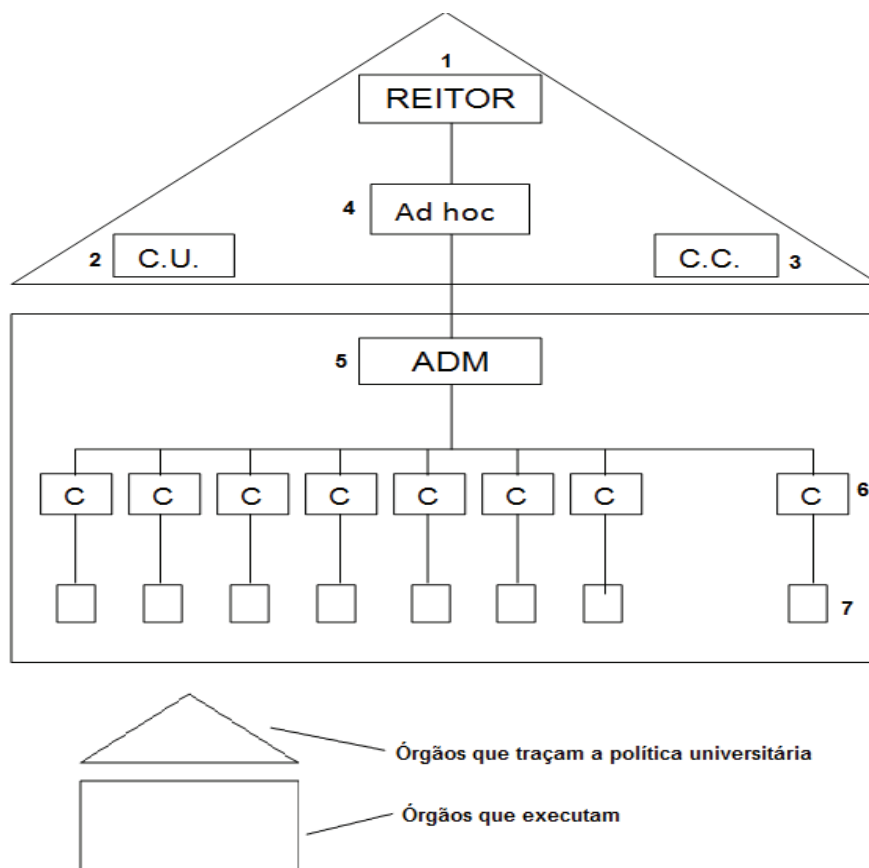 1
REITOR
4 Ad hoc
2 C.U. C.C. 3
5 ADM
C C C C C C C C 6
7
Órgãos que traçam a política universitária
Órgãos que executam